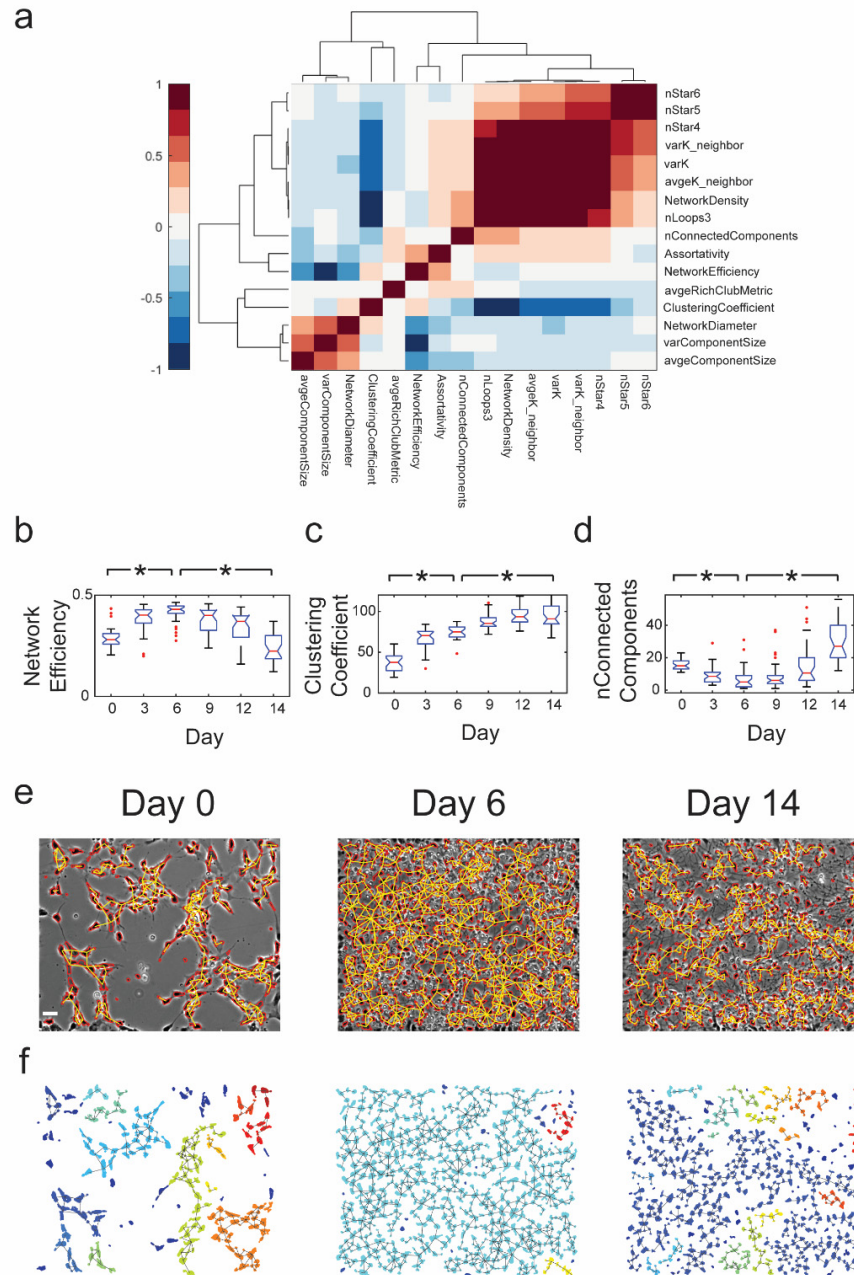 a
1
0.5
0
-0.5
-1
nStar6
nStar5
nStar4
varK_neighbor
varK
avgeK_neighbor
NetworkDensity
nLoops3
nConnectedComponents
Assortativity
NetworkEfficiency
avgeRichClubMetric
ClusteringCoefficient
NetworkDiameter
varComponentSize
avgeComponentSize
avgeComponentSize
varComponentSize
NetworkDiameter
ClusteringCoefficient
avgeRichClubMetric
NetworkEfficiency
Assortativity
nConnectedComponents
nLoops3
NetworkDensity
avgeK_neighbor
varK
varK_neighbor
nStar4
nStar5
nStar6
b
* *
Network
Efficiency
0.5
0
0 3 6 9 12 14
Day
c
* *
Clustering
Coefficient
100
50
0
0 3 6 9 12 14
Day
d
* *
nConnected
Components
40
20
0
0 3 6 9 12 14
Day
e
Day 0 Day 6 Day 14
f